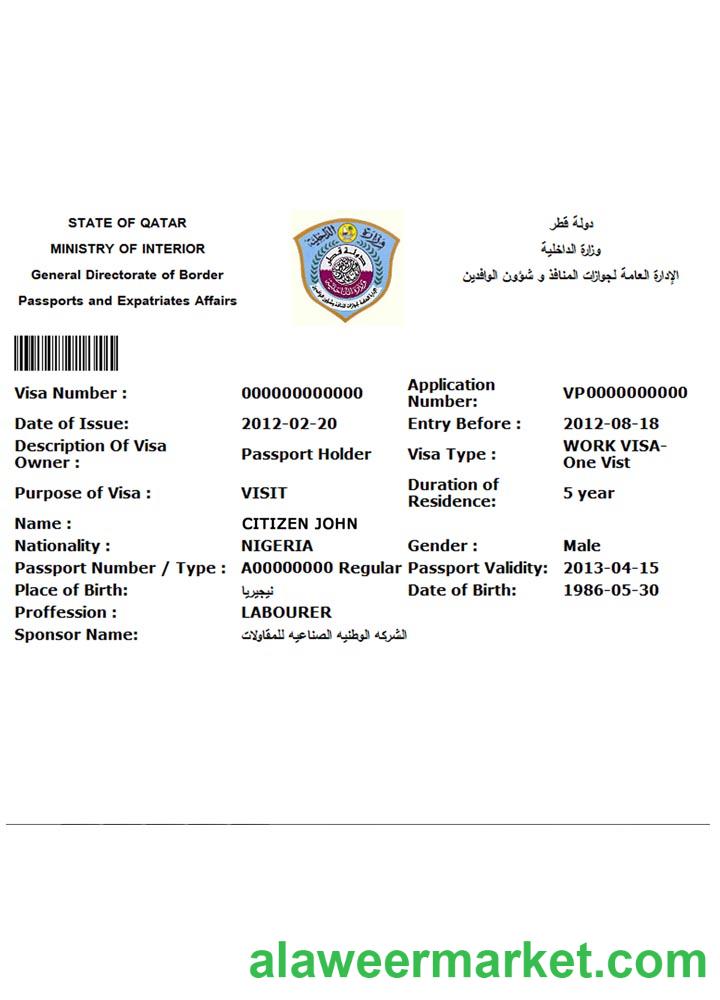 STATE OF QATAR
MINISTRY OF INTERIOR
General Directorate of Border
Passports and Expatriates Affairs
وزارة الداخلية
دولة قطر
دولة قطر
وزارة الداخلية
الإدارة العامة لجوازات المنافذ و شؤون الوافدين
Visa Number : 000000000000 Application Number: VP0000000000
Date of Issue: 2012-02-20 Entry Before : 2012-08-18
Description Of Visa Owner : Passport Holder Visa Type : WORK VISA- One Vist
Purpose of Visa : VISIT Duration of Residence: 5 year
Name : CITIZEN JOHN
Nationality : NIGERIA Gender : Male
Passport Number / Type : A00000000 Regular Passport Validity: 2013-04-15
Place of Birth: نيجيريا Date of Birth: 1986-05-30
Proffession : LABOURER
Sponsor Name: الشركه الوطنيه الصناعيه للمقاولات
alaweermarket.com